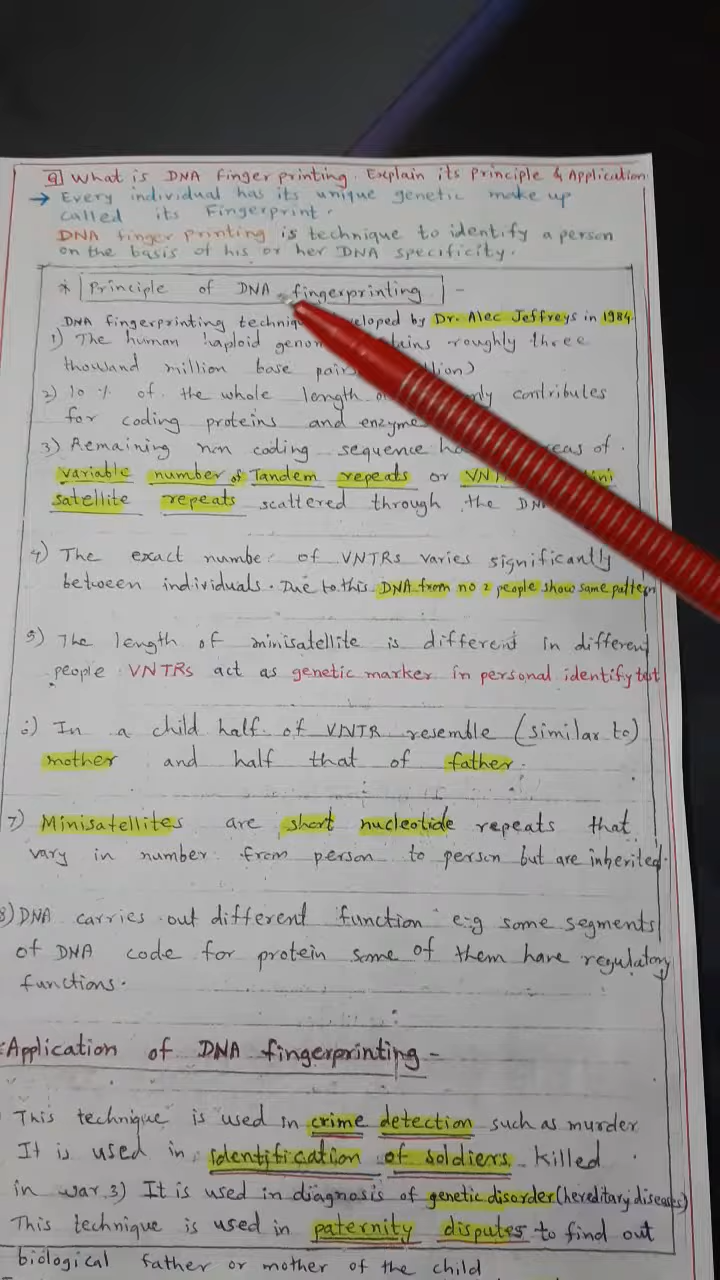 Q] What is DNA finger printing. Explain its principle & Application
→ Every individual has its unique genetic make up
called its Fingerprint.
DNA finger printing is technique to identify a person
on the basis of his or her DNA specificity.
* Principle of DNA fingerprinting -
DNA fingerprinting by Dr. Alec Jeffreys in 1984.
1) The human haploid roughly three
thousand million base
2) 10 % of the whole length contributes
for coding proteins and
3) Remaining non coding sequence of
variable number of Tandem repeats or
satellite repeats scattered through the
4) The exact number of VNTRs varies significantly
between individuals. Due to this DNA from no 2 people show same pattern
5) The length of minisatellite is different in different
people VNTRs act as genetic marker in personal identify test
In a child half of VNTR resemble (similar to)
mother and half that of father.
7) Minisatellites are short nucleotide repeats that
vary in number from person to person but are inherited.
8) DNA carries out different function e.g some segments
of DNA code for protein some of them have regulatory
functions.
Application of DNA fingerprinting -
This technique is used in crime detection such as murder
It is used in identification of soldiers killed
in war. 3) It is used in diagnosis of genetic disorder (hereditary diseases)
This technique is used in paternity disputes to find out
biological father or mother of the child